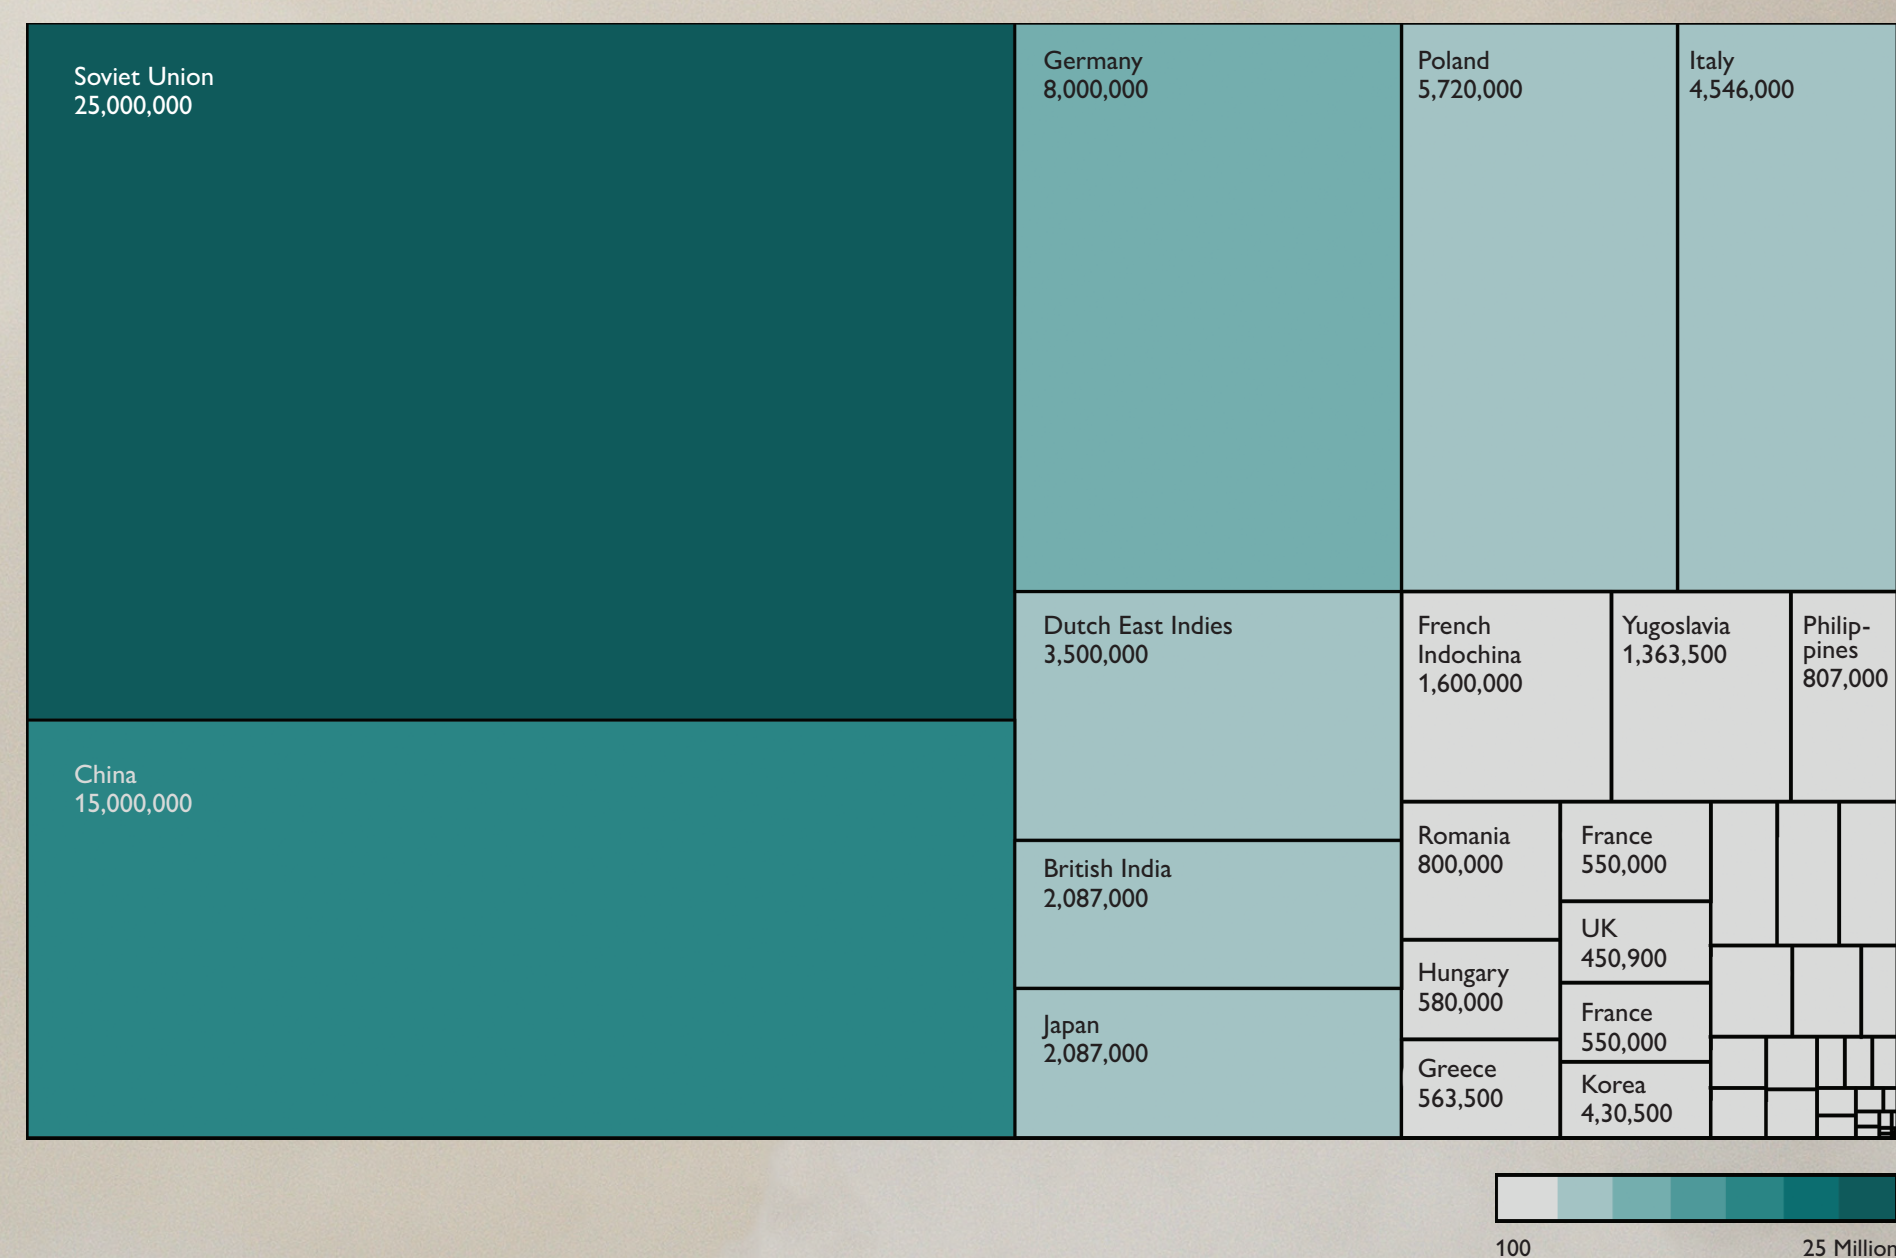 Soviet Union
25,000,000
China
15,000,000
Germany
8,000,000
Dutch East Indies
3,500,000
British India
2,087,000
Japan
2,087,000
Poland
5,720,000
Italy
4,546,000
French
Indochina
1,600,000
Yugoslavia
1,363,500
Philip-
pines
807,000
Romania
800,000
Hungary
580,000
Greece
563,500
France
550,000
UK
450,900
France
550,000
Korea
4,30,500
100
25 Million